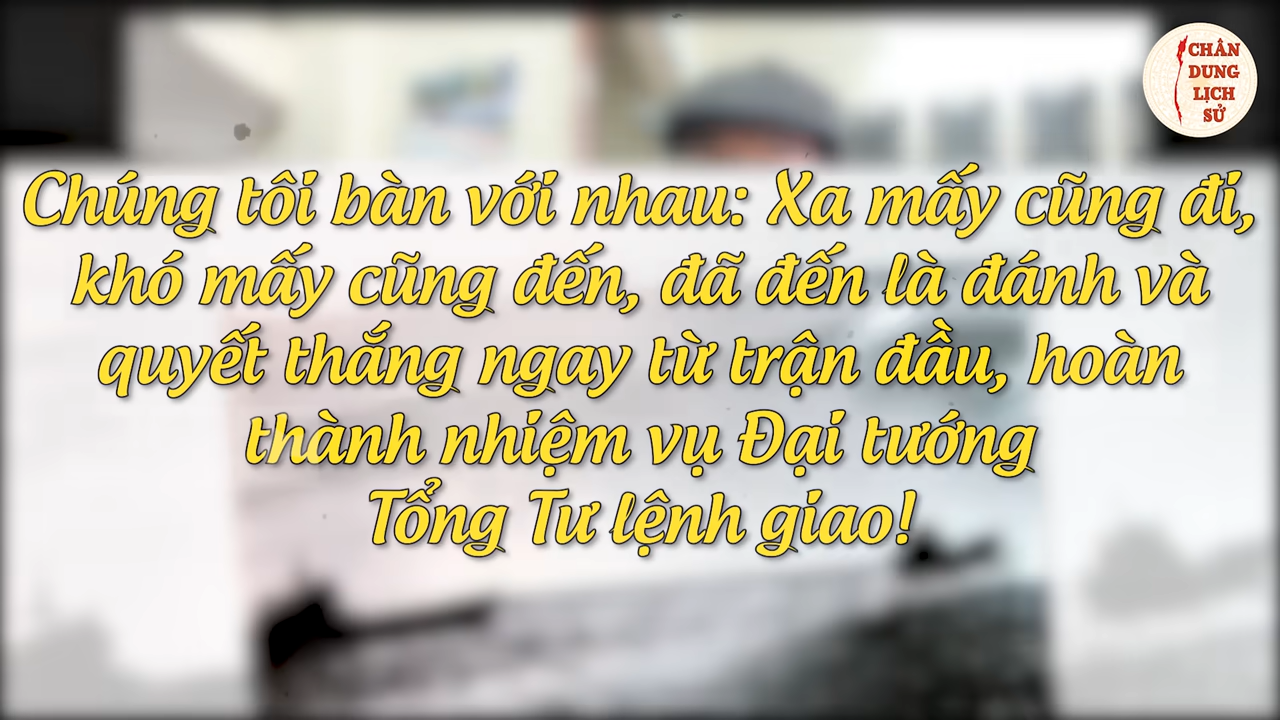 CHÂN
DUNG
LỊCH
SỬ
Chúng tôi bàn với nhau: Xa mấy cũng đi,
khó mấy cũng đến, đã đến là đánh và
quyết thắng ngay từ trận đầu, hoàn
thành nhiệm vụ Đại tướng
Tổng Tư lệnh giao!